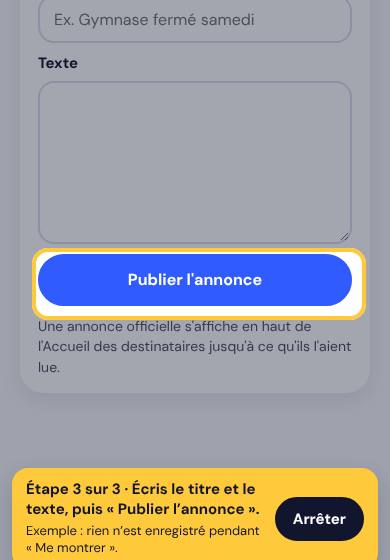 Ex. Gymnase fermé samedi
Texte
Publier l'annonce
Une annonce officielle s'affiche en haut de
l'Accueil des destinataires jusqu'à ce qu'ils l'aient
lue.
Étape 3 sur 3 · Écris le titre et le
texte, puis « Publier l’annonce ».
Exemple : rien n’est enregistré pendant
« Me montrer ».
Arrêter